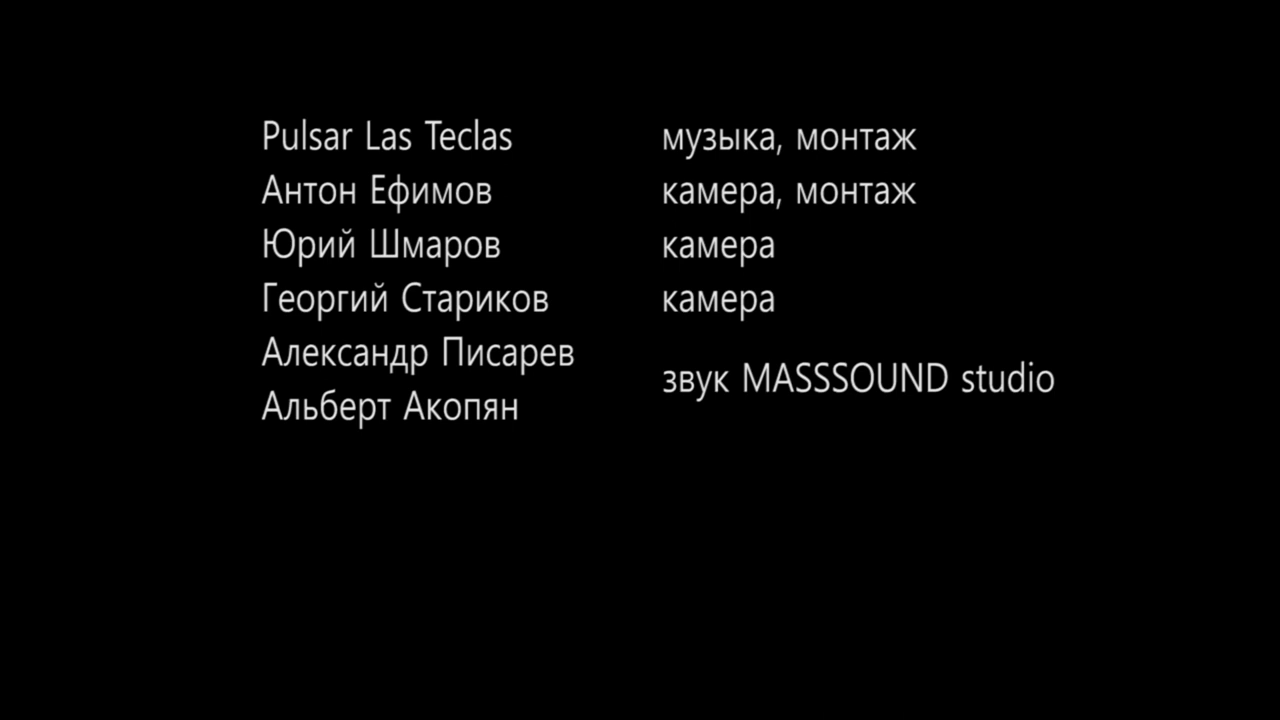 Pulsar Las Teclas музыка, монтаж
Антон Ефимов камера, монтаж
Юрий Шмаров камера
Георгий Стариков камера
Александр Писарев
звук MASSSOUND studio
Альберт Акопян